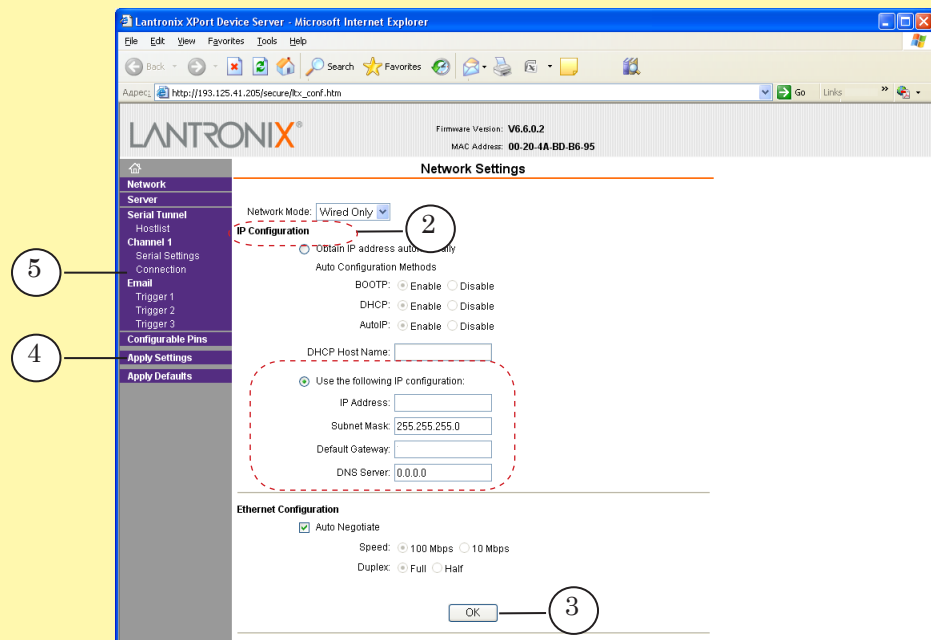 Lantronix XPort Device Server - Microsoft Internet Explorer
File Edit View Favorites Tools Help
Back Search Favorites
Адрес: http://193.125.41.205/secure/ltx_conf.htm Go Links »
LANTRONIX®
Firmware Version: V6.6.0.2
MAC Address: 00-20-4A-BD-B6-95
Network Settings
Network
Server
Serial Tunnel
Hostlist
Channel 1
Serial Settings
Connection
Email
Trigger 1
Trigger 2
Trigger 3
Configurable Pins
Apply Settings
Apply Defaults
5
4
Network Mode: Wired Only
2
IP Configuration
Obtain IP address automatically
Auto Configuration Methods
BOOTP: Enable Disable
DHCP: Enable Disable
AutoIP: Enable Disable
DHCP Host Name:
Use the following IP configuration:
IP Address:
Subnet Mask: 255.255.255.0
Default Gateway:
DNS Server: 0.0.0.0
Ethernet Configuration
Auto Negotiate
Speed: 100 Mbps 10 Mbps
Duplex: Full Half
OK
3